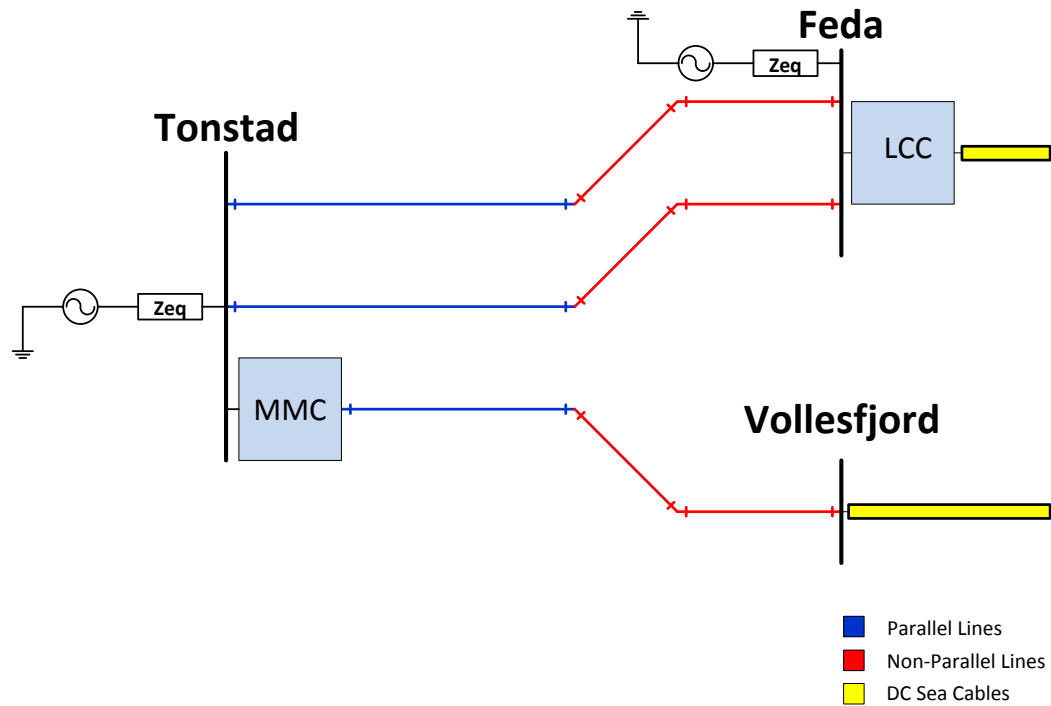 Feda
Zeq
Tonstad
LCC
Zeq
MMC
Vollesfjord
Parallel Lines
Non-Parallel Lines
DC Sea Cables